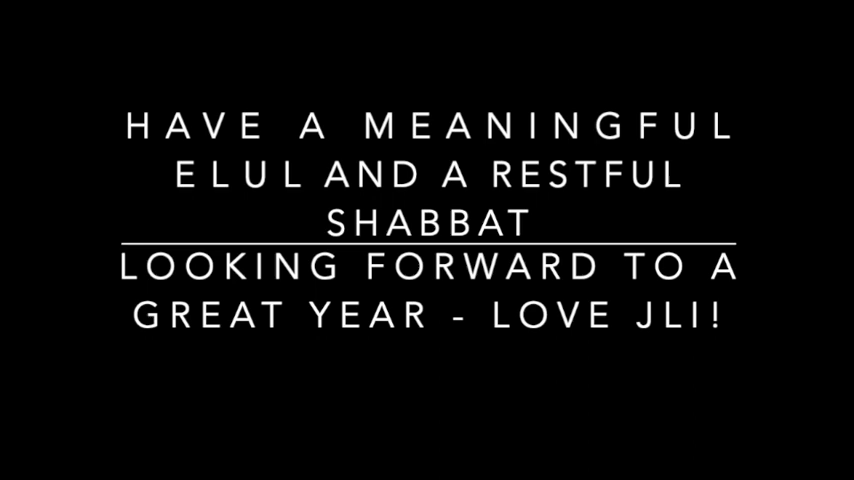 HAVE A MEANINGFUL
ELUL AND A RESTFUL
SHABBAT
LOOKING FORWARD TO A
GREAT YEAR - LOVE JLI!